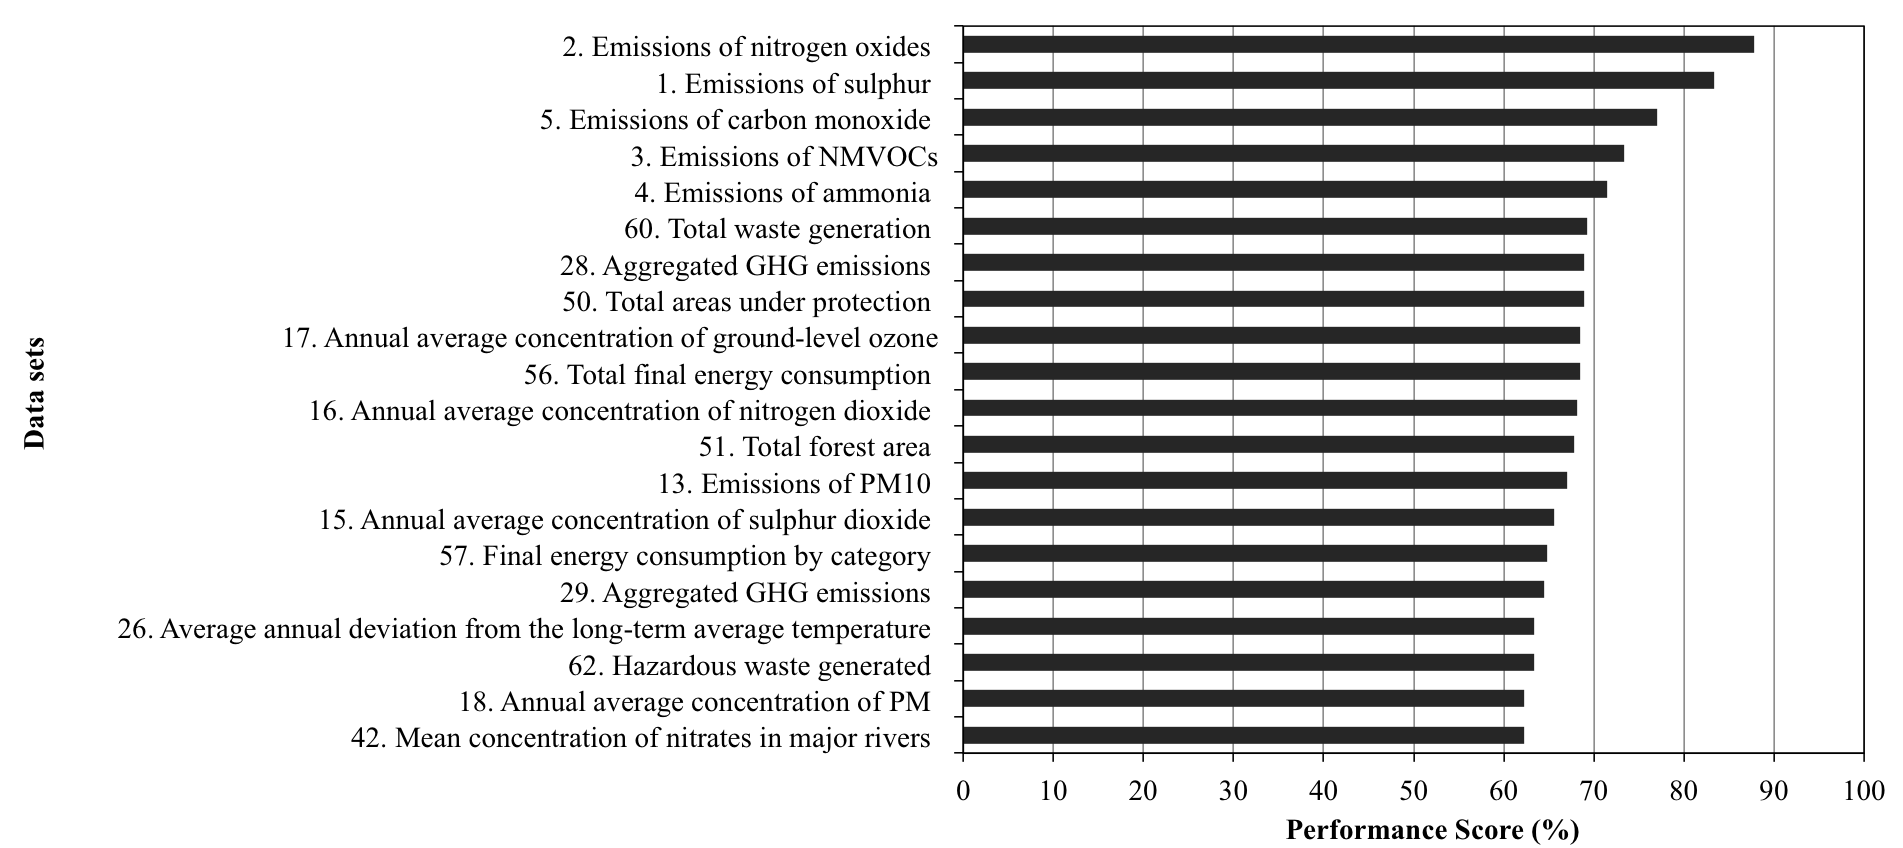 2. Emissions of nitrogen oxides
1. Emissions of sulphur
5. Emissions of carbon monoxide
3. Emissions of NMVOCs
4. Emissions of ammonia
60. Total waste generation
28. Aggregated GHG emissions
50. Total areas under protection
17. Annual average concentration of ground-level ozone
56. Total final energy consumption
16. Annual average concentration of nitrogen dioxide
51. Total forest area
13. Emissions of PM10
15. Annual average concentration of sulphur dioxide
57. Final energy consumption by category
29. Aggregated GHG emissions
26. Average annual deviation from the long-term average temperature
62. Hazardous waste generated
18. Annual average concentration of PM
42. Mean concentration of nitrates in major rivers
Data sets
0 10 20 30 40 50 60 70 80 90 100
Performance Score (%)